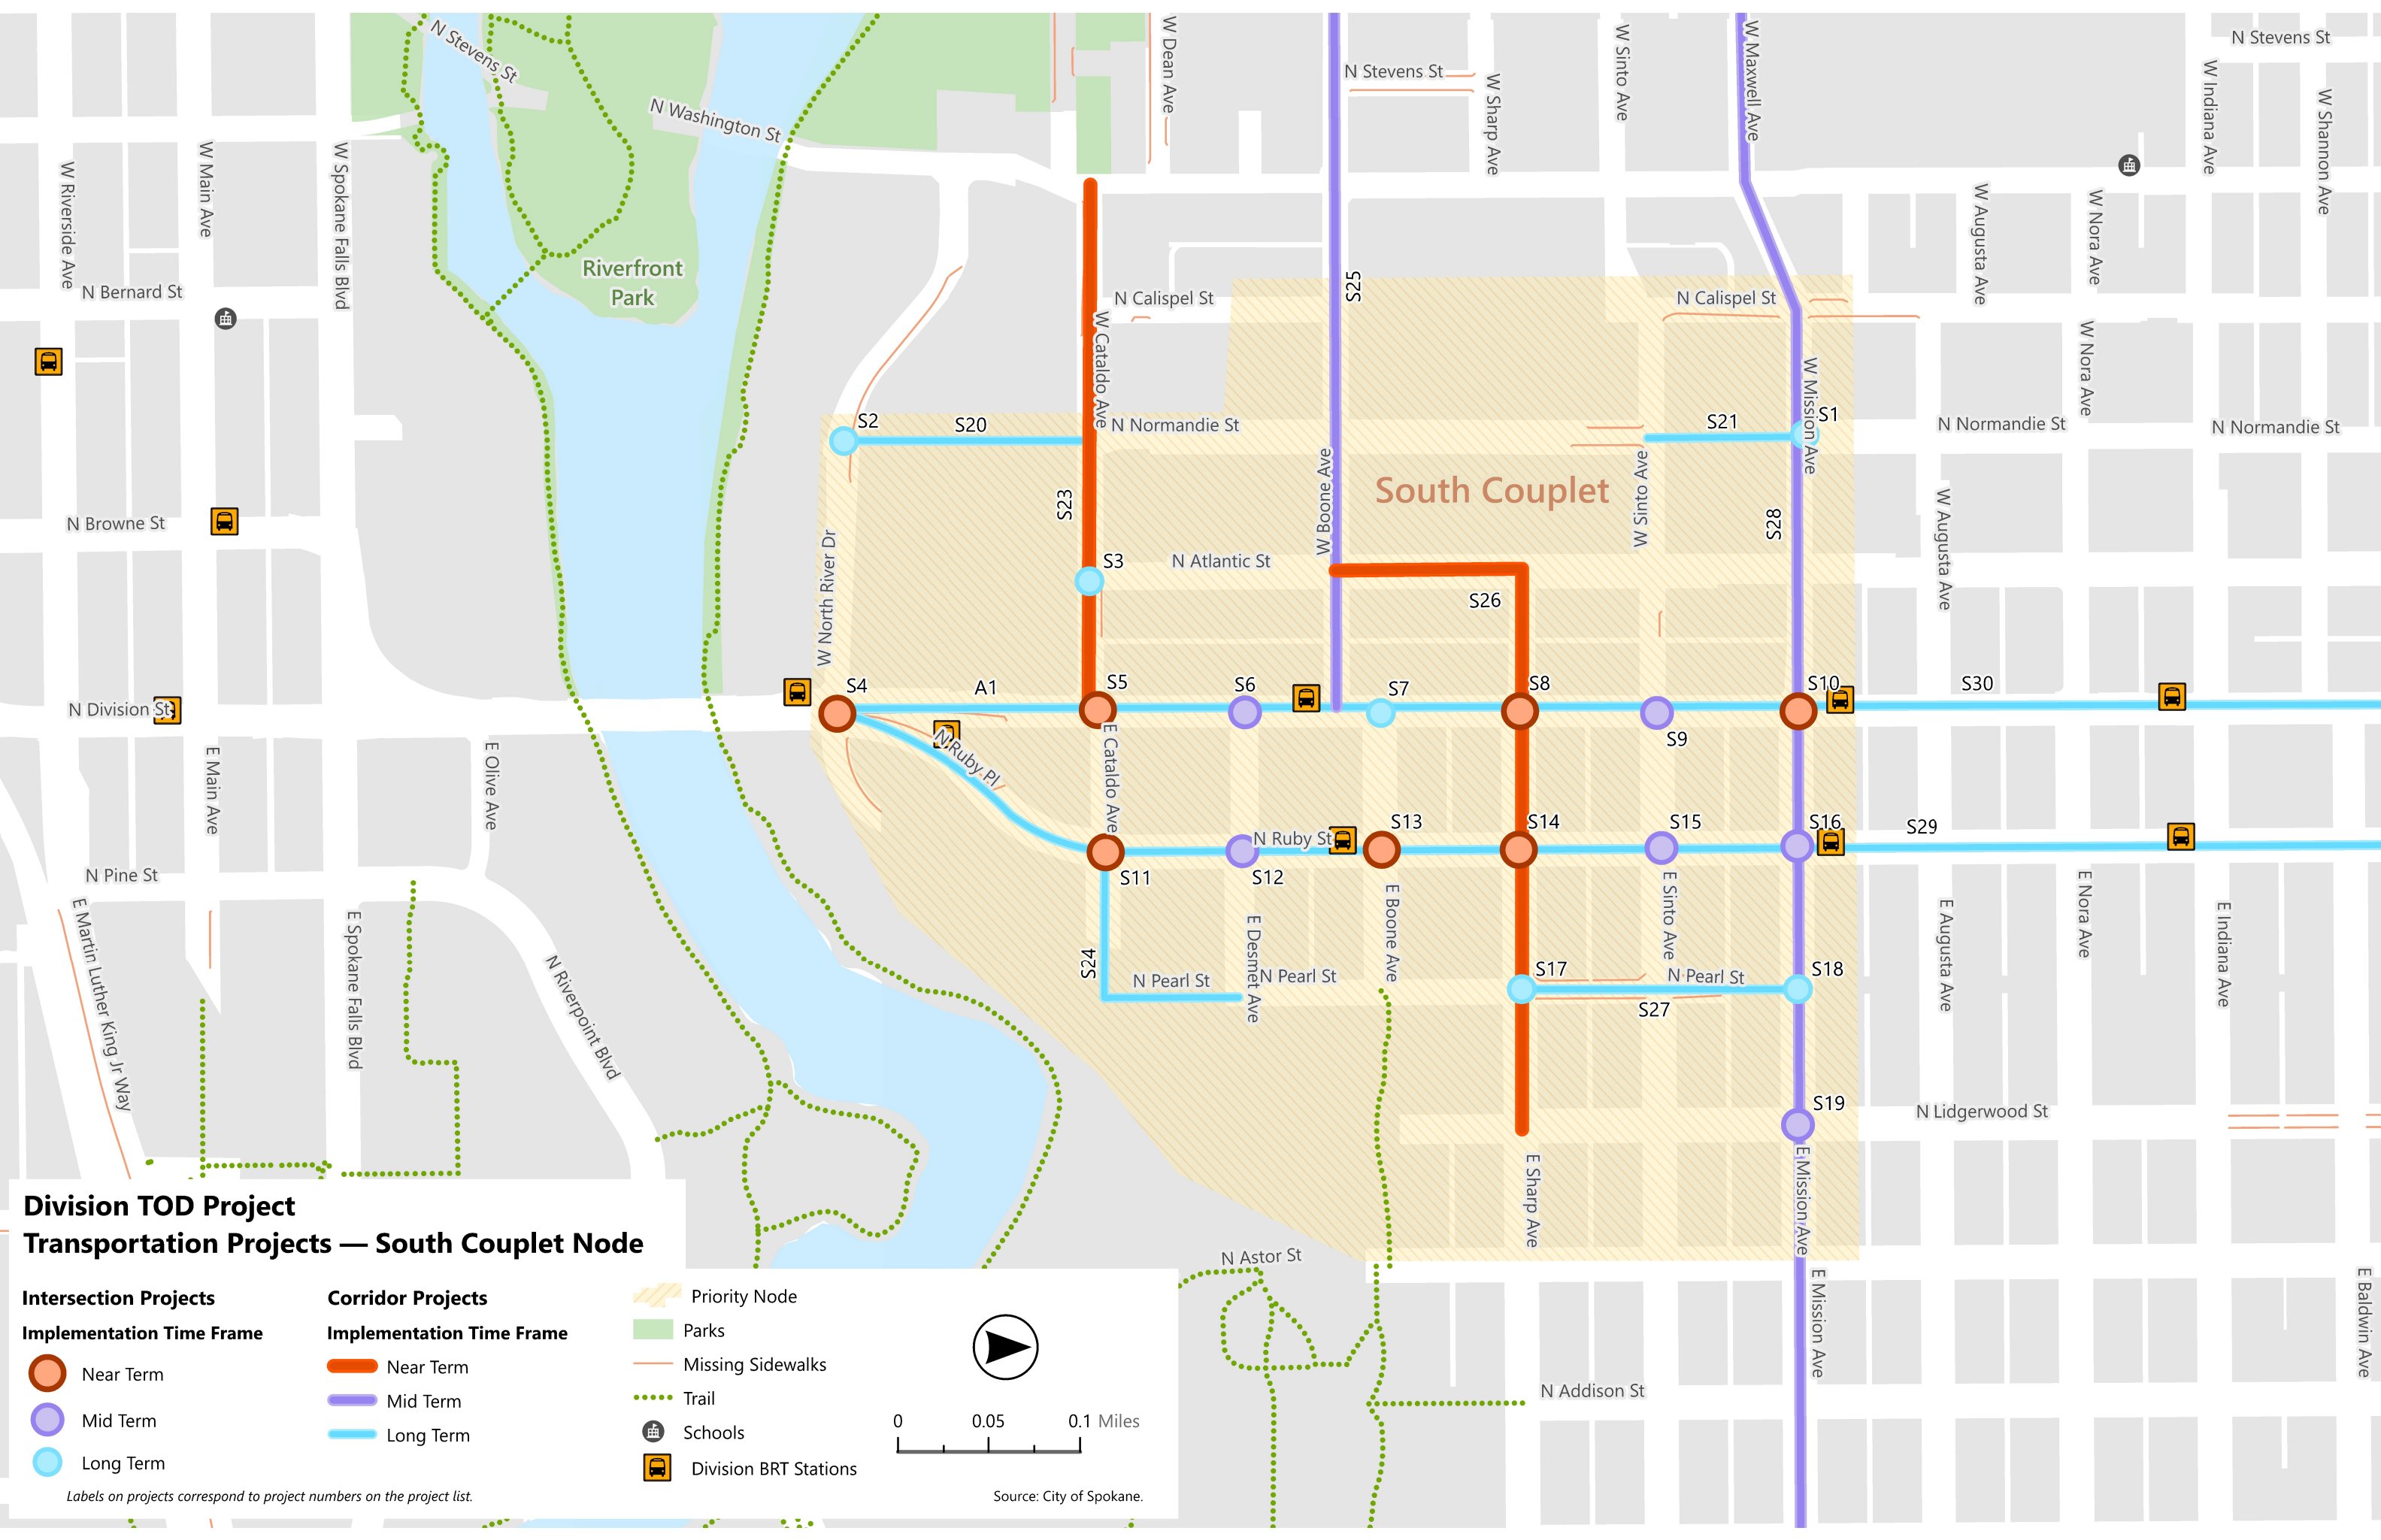 N Stevens St
W Dean Ave
N Stevens St
W Sharp Ave
W Sinto Ave
W Maxwell Ave
N Stevens St
W Indiana Ave
W Shannon Ave
N Washington St
W Riverside Ave
W Main Ave
W Spokane Falls Blvd
W Augusta Ave
W Nora Ave
Riverfront
Park
N Bernard St
N Calispel St
S25
N Calispel St
W Cataldo Ave
W Nora Ave
W Mission Ave
S2
S20
N Normandie St
S21
S1
N Normandie St
N Normandie St
W Boone Ave
W Sinto Ave
South Couplet
S23
S28
W Augusta Ave
N Browne St
W North River Dr
S3
N Atlantic St
S26
N Division St
S4
A1
S5
S6
S7
S8
S9
S10
S30
E Main Ave
E Olive Ave
N Ruby Pl
E Cataldo Ave
N Ruby St
S11
S12
S13
S14
S15
S16
S29
N Pine St
E Martin Luther King Jr Way
E Spokane Falls Blvd
N Riverpoint Blvd
S24
N Pearl St
E Desmet Ave
N Pearl St
E Boone Ave
S17
E Sinto Ave
N Pearl St
S27
S18
E Augusta Ave
E Nora Ave
E Indiana Ave
S19
N Lidgerwood St
E Sharp Ave
E Mission Ave
N Astor St
E Mission Ave
E Baldwin Ave
N Addison St
Division TOD Project
Transportation Projects — South Couplet Node
Intersection Projects
Implementation Time Frame
Near Term
Mid Term
Long Term
Corridor Projects
Implementation Time Frame
Near Term
Mid Term
Long Term
Priority Node
Parks
Missing Sidewalks
Trail
Schools
Division BRT Stations
0 0.05 0.1 Miles
Labels on projects correspond to project numbers on the project list.
Source: City of Spokane.